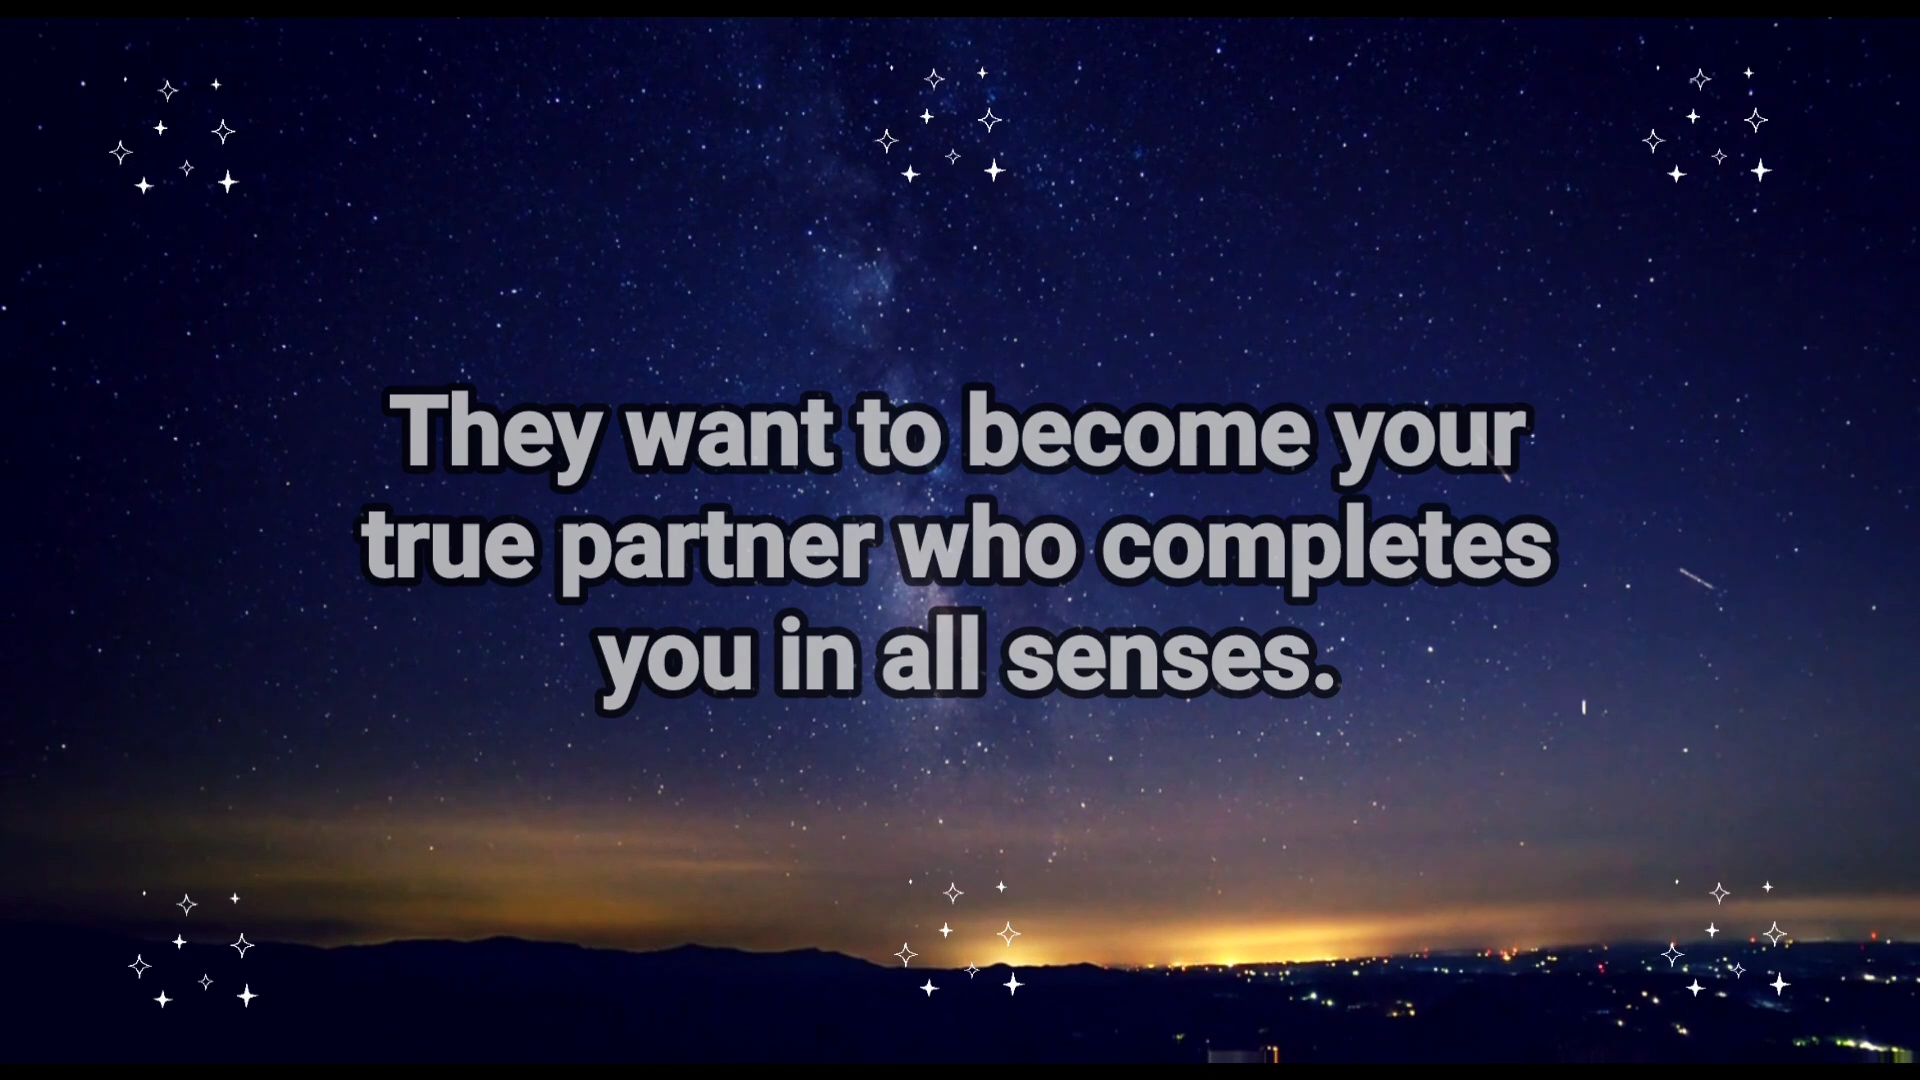 They want to become your
true partner who completes
you in all senses.